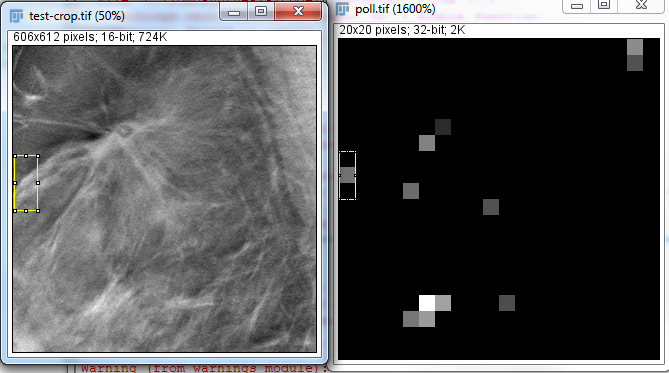 test-crop.tif (50%)
606x612 pixels; 16-bit; 724K
poll.tif (1600%)
20x20 pixels; 32-bit; 2K
Warning (from warnings module):